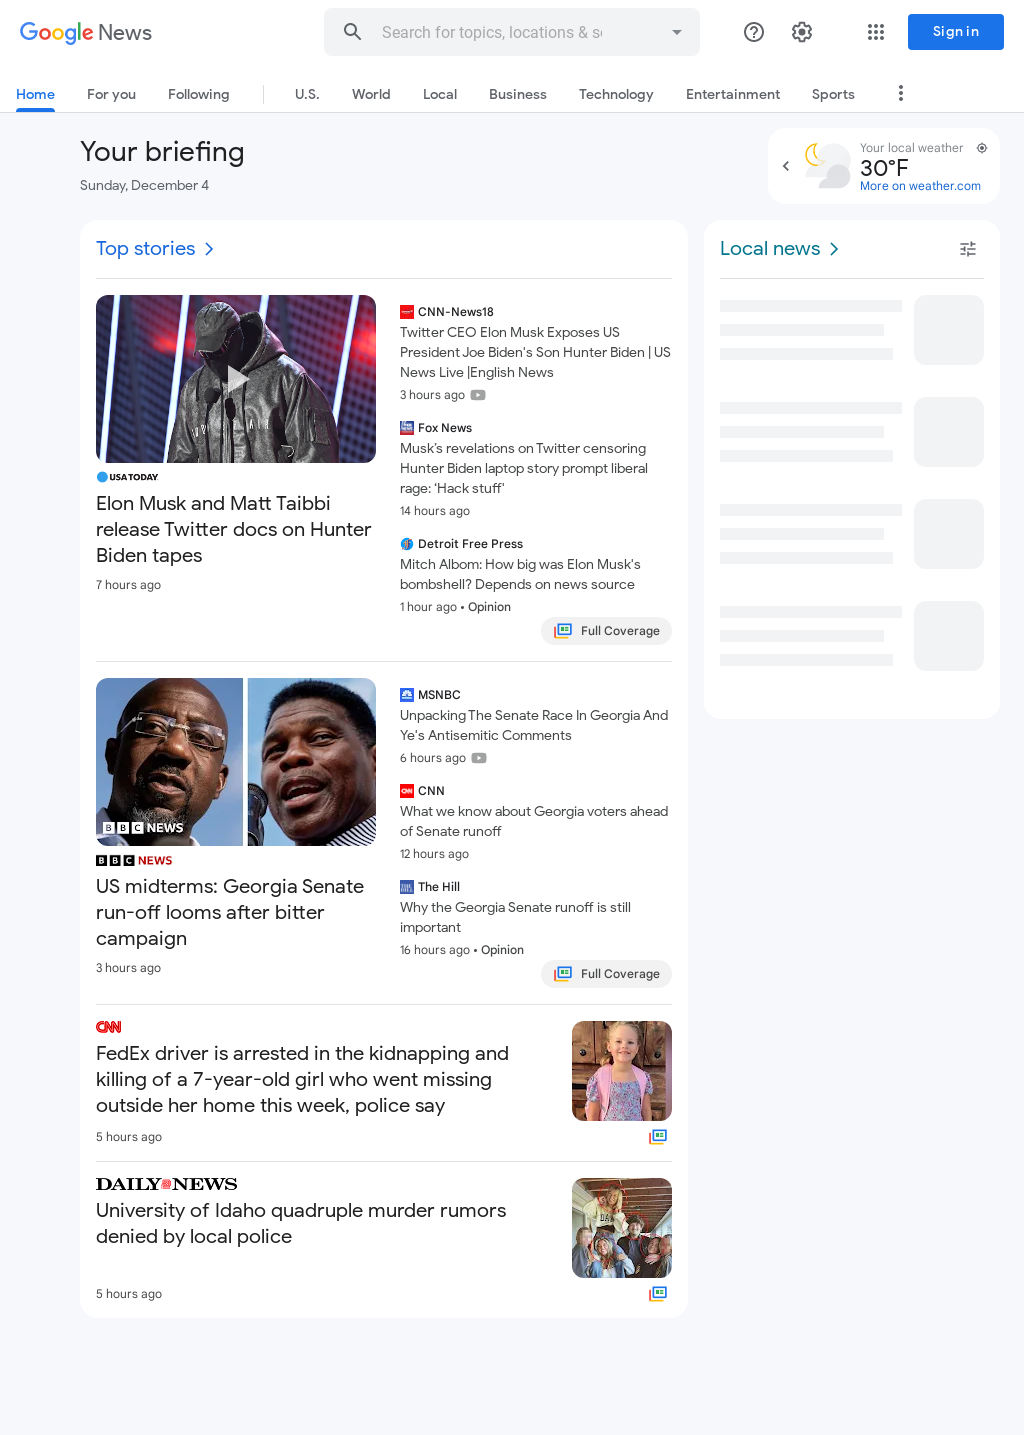 Google News
Search for topics, locations & so
Sign in
Home
For you
Following
U.S.
World
Local
Business
Technology
Entertainment
Sports
Your briefing
Sunday, December 4
Your local weather
30°F
More on weather.com
Top stories
USA TODAY
Elon Musk and Matt Taibbi
release Twitter docs on Hunter
Biden tapes
7 hours ago
CNN-News18
Twitter CEO Elon Musk Exposes US
President Joe Biden's Son Hunter Biden | US
News Live |English News
3 hours ago
Fox News
Musk’s revelations on Twitter censoring
Hunter Biden laptop story prompt liberal
rage: ‘Hack stuff’
14 hours ago
Detroit Free Press
Mitch Albom: How big was Elon Musk's
bombshell? Depends on news source
1 hour ago • Opinion
Full Coverage
BBC NEWS
BBC NEWS
US midterms: Georgia Senate
run-off looms after bitter
campaign
3 hours ago
MSNBC
Unpacking The Senate Race In Georgia And
Ye's Antisemitic Comments
6 hours ago
CNN
What we know about Georgia voters ahead
of Senate runoff
12 hours ago
The Hill
Why the Georgia Senate runoff is still
important
16 hours ago • Opinion
Full Coverage
CNN
FedEx driver is arrested in the kidnapping and
killing of a 7-year-old girl who went missing
outside her home this week, police say
5 hours ago
DAILY NEWS
University of Idaho quadruple murder rumors
denied by local police
5 hours ago
Local news